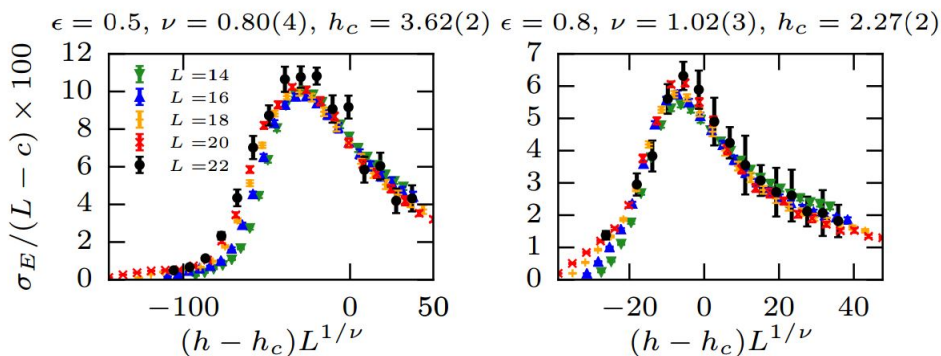 ϵ = 0.5, ν = 0.80(4), h_c = 3.62(2) ϵ = 0.8, ν = 1.02(3), h_c = 2.27(2)
σ_E/(L − c) × 100
12
10
8
6
4
2
0
L =14
L =16
L =18
L =20
L =22
−100 0 50
(h − h_c)L^{1/ν}
7
6
5
4
3
2
1
0
−20 0 20 40
(h − h_c)L^{1/ν}